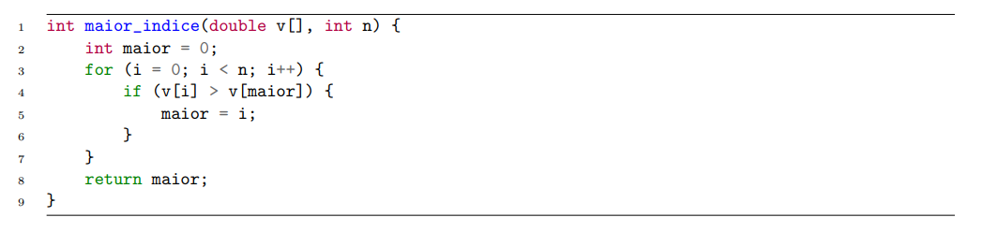 1 int maior_indice(double v[], int n) {
2     int maior = 0;
3     for (i = 0; i < n; i++) {
4         if (v[i] > v[maior]) {
5             maior = i;
6         }
7     }
8     return maior;
9 }